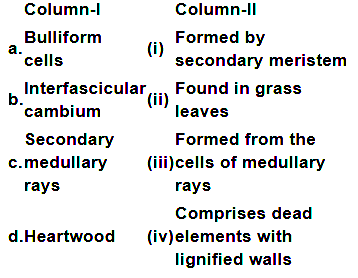 Column-I Column-II
a. Bulliform cells (i) Formed by secondary meristem
b. Interfascicular cambium (ii) Found in grass leaves
c. Secondary medullary rays (iii) Formed from the cells of medullary rays
d. Heartwood (iv) Comprises dead elements with lignified walls